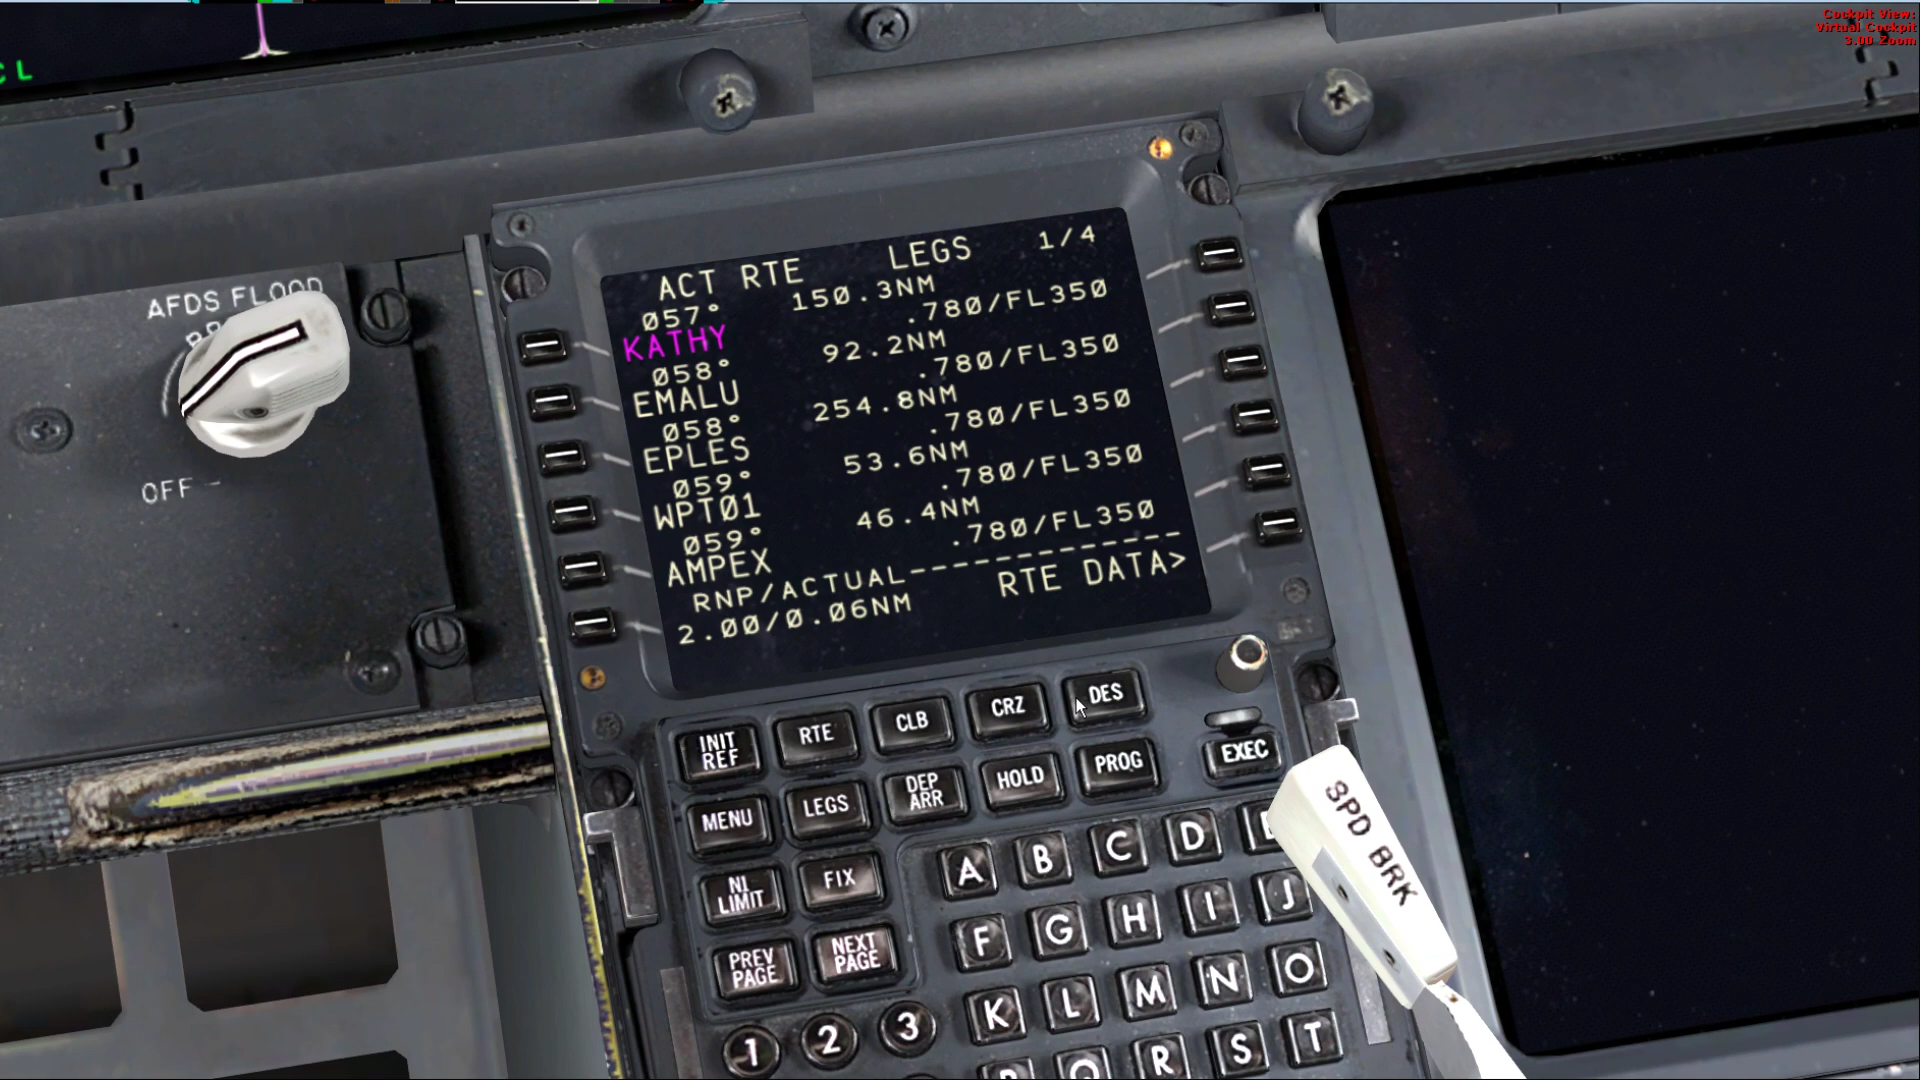 Cockpit View:
Virtual Cockpit
3.00 Zoom
CL
AFDS FLOOD
OFF
ACT RTE LEGS 1/4
057° 150.3NM
KATHY .780/FL350
058° 92.2NM
EMALU .780/FL350
058° 254.8NM
EPLES .780/FL350
059° 53.6NM
WPT01 .780/FL350
059° 46.4NM
AMPEX .780/FL350
RNP/ACTUAL------------
2.00/0.06NM RTE DATA>
INIT REF RTE CLB CRZ DES
MENU LEGS DEP ARR HOLD PROG EXEC
N1 LIMIT FIX A B C D
PREV PAGE NEXT PAGE F G H I J
K L M N O
1 2 3 R S T
SPD BRK